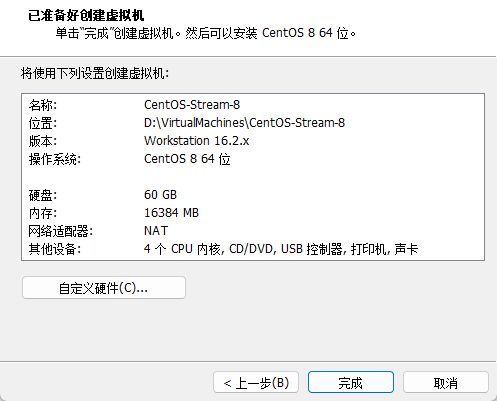 已准备好创建虚拟机
单击"完成"创建虚拟机。然后可以安装 CentOS 8 64 位。
将使用下列设置创建虚拟机:
名称: CentOS-Stream-8
位置: D:\VirtualMachines\CentOS-Stream-8
版本: Workstation 16.2.x
操作系统: CentOS 8 64 位
硬盘: 60 GB
内存: 16384 MB
网络适配器: NAT
其他设备: 4 个 CPU 内核, CD/DVD, USB 控制器, 打印机, 声卡
自定义硬件(C)...
< 上一步(B) 完成 取消